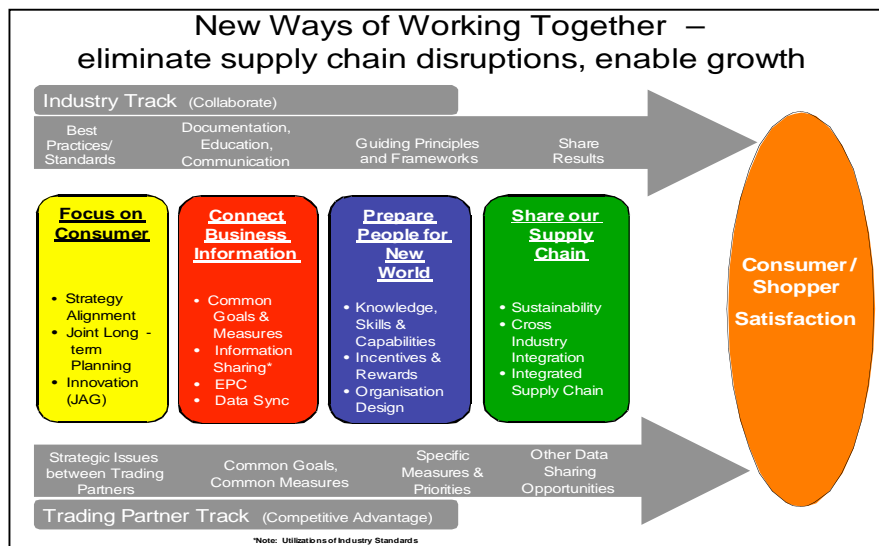 New Ways of Working Together –
eliminate supply chain disruptions, enable growth
Industry Track (Collaborate)
Best
Practices/
Standards
Documentation,
Education,
Communication
Guiding Principles
and Frameworks
Share
Results
Focus on
Consumer
• Strategy
Alignment
• Joint Long -
term
Planning
• Innovation
(JAG)
Connect
Business
Information
• Common
Goals &
Measures
• Information
Sharing*
• EPC
• Data Sync
Prepare
People for
New
World
• Knowledge,
Skills &
Capabilities
• Incentives &
Rewards
• Organisation
Design
Share our
Supply
Chain
• Sustainability
• Cross
Industry
Integration
• Integrated
Supply Chain
Consumer /
Shopper
Satisfaction
Strategic Issues
between Trading
Partners
Common Goals,
Common Measures
Specific
Measures &
Priorities
Other Data
Sharing
Opportunities
Trading Partner Track (Competitive Advantage)
*Note: Utilizations of Industry Standards